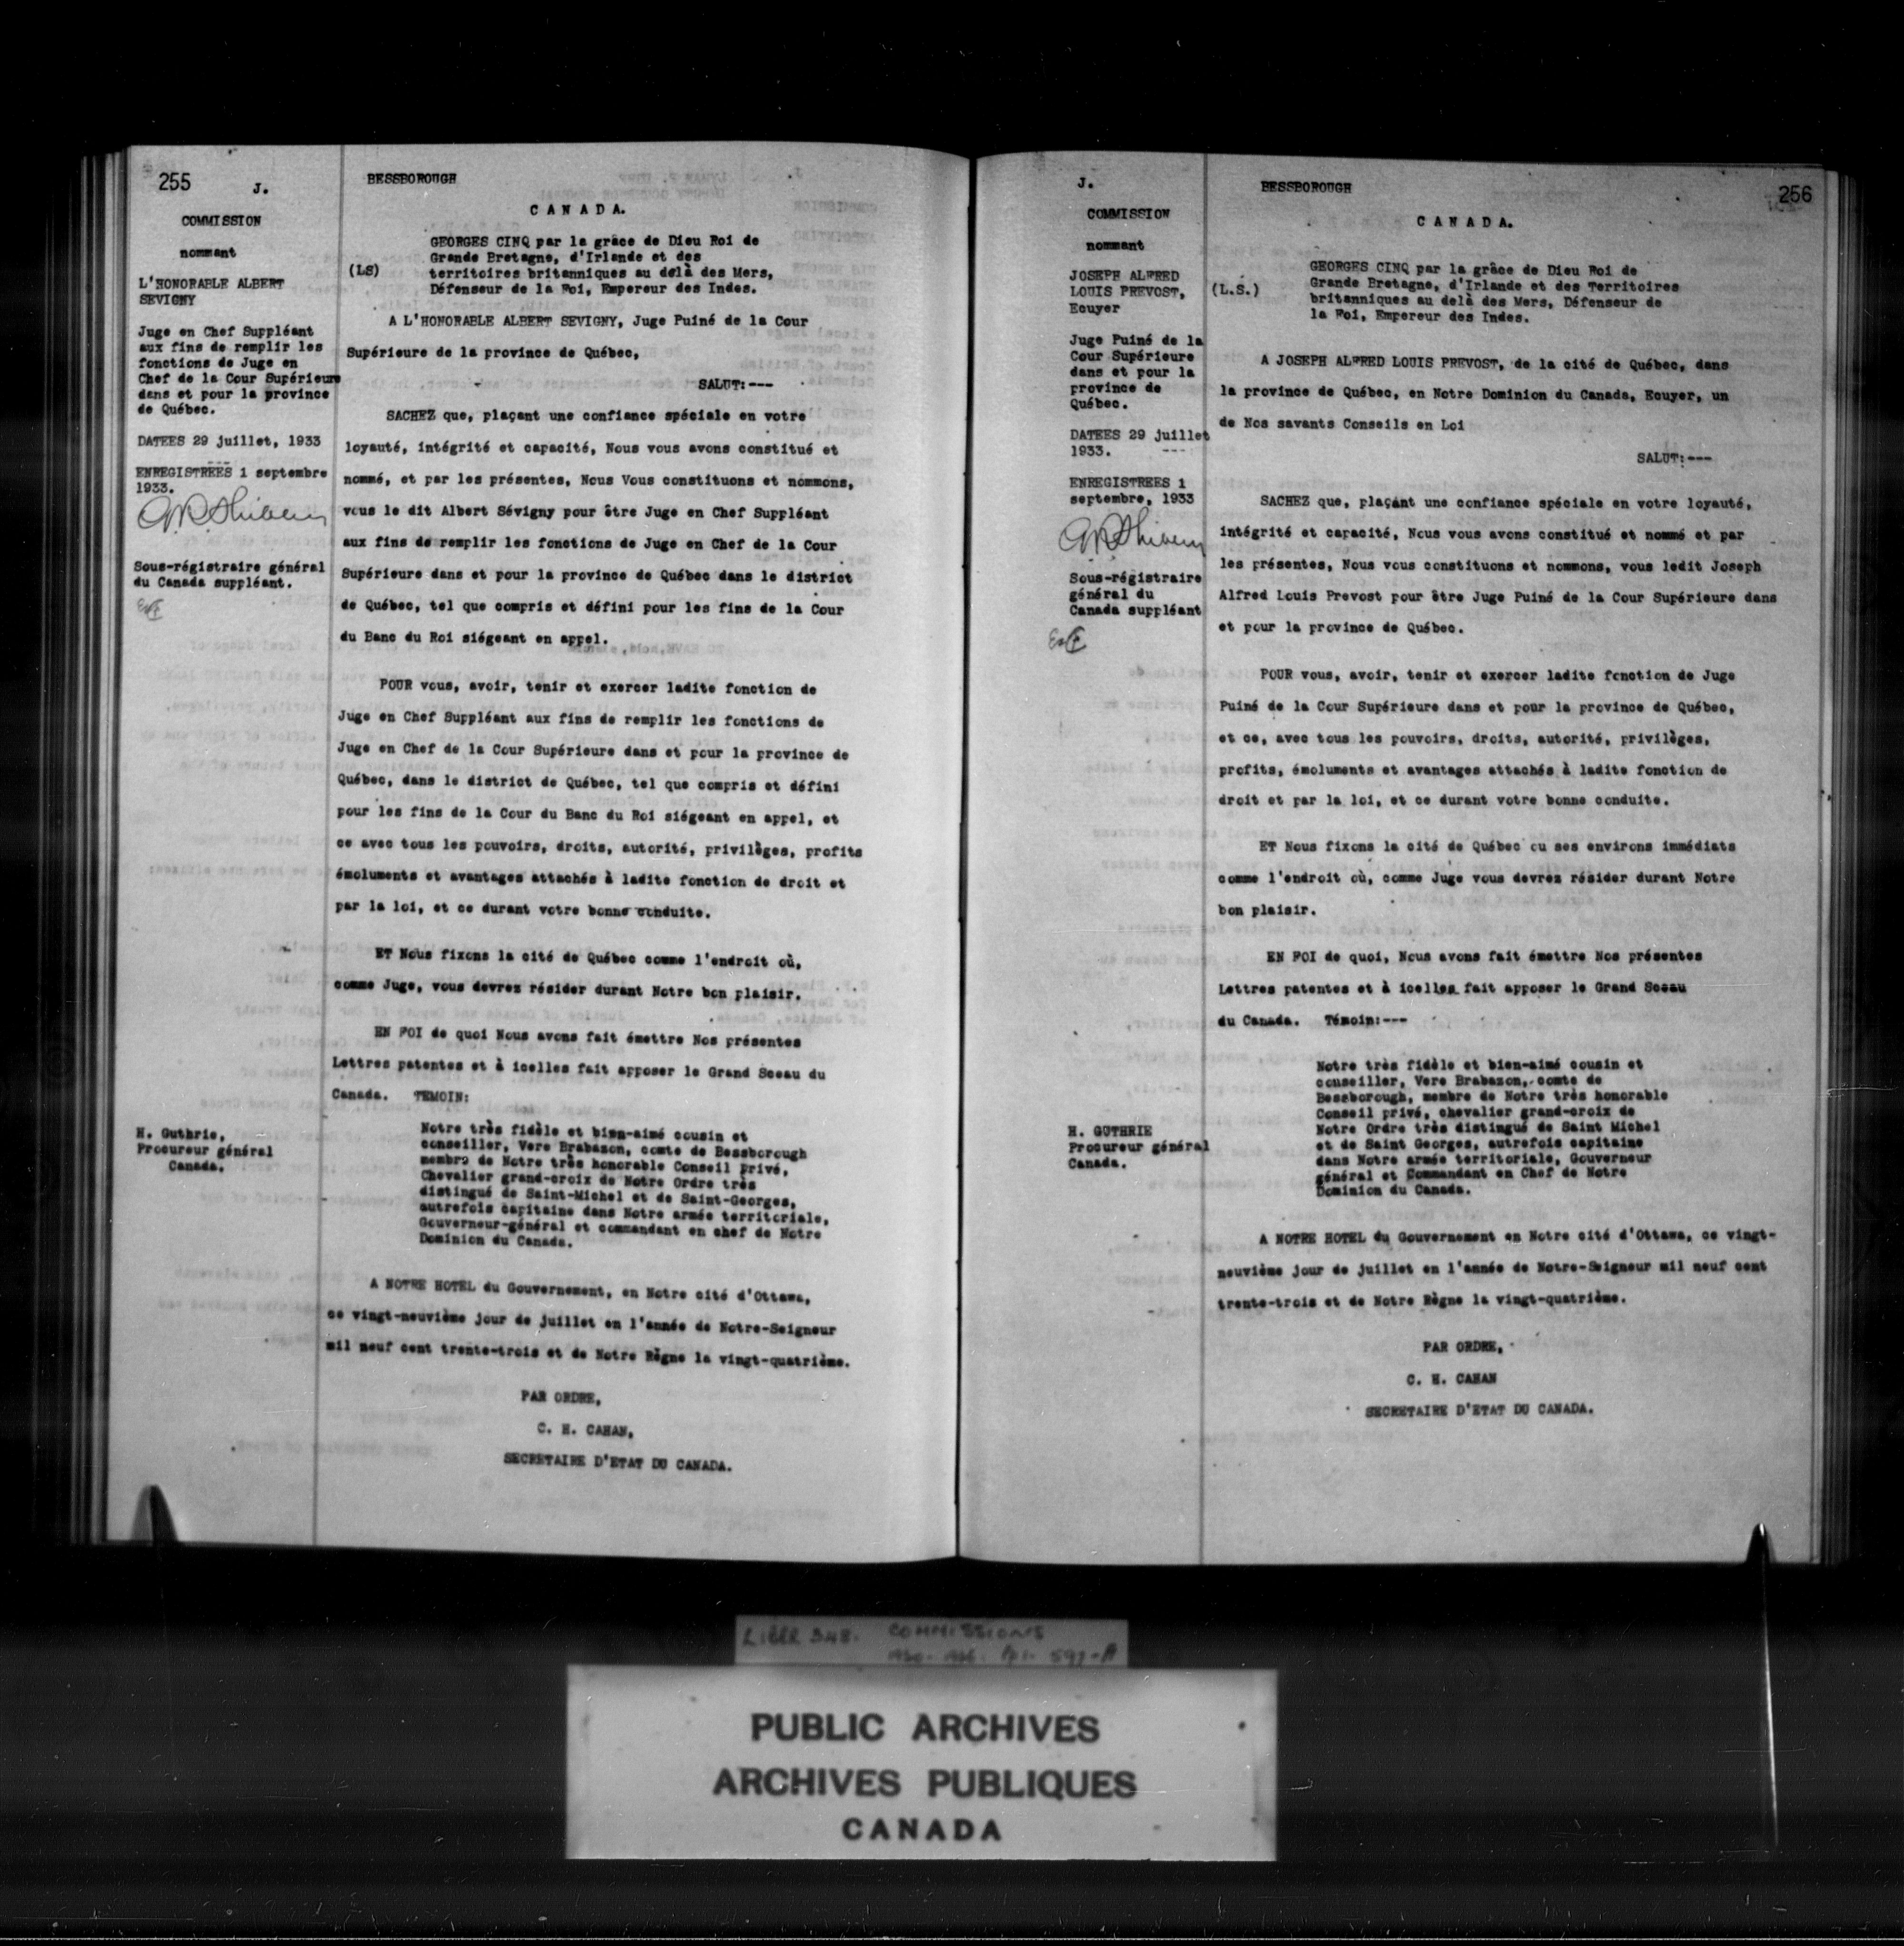 255
J.
COMMISSION
nommant
L'HONORABLE ALBERT
SEVIGNY
Juge en Chef Suppléant
aux fins de remplir les
fonctions de Juge en
Chef de la Cour Supérieure
dans et pour la province
de Québec.
DATEES 29 juillet, 1933
ENREGISTREES 1 septembre
1933.
Sous-régistraire général
du Canada suppléant.
H. Guthrie,
Procureur général
Canada.
BESSBOROUGH
C A N A D A.
(LS)
GEORGES CINQ par la grâce de Dieu Roi de
Grande Bretagne, d'Irlande et des
territoires britanniques au delà des Mers,
Défenseur de la Foi, Empereur des Indes.
A L'HONORABLE ALBERT SEVIGNY, Juge Puiné de la Cour
Supérieure de la province de Québec,
SALUT:---
SACHEZ que, plaçant une confiance spéciale en votre
loyauté, intégrité et capacité, Nous vous avons constitué et
nommé, et par les présentes, Nous Vous constituons et nommons,
vous le dit Albert Sévigny pour être Juge en Chef Suppléant
aux fins de remplir les fonctions de Juge en Chef de la Cour
Supérieure dans et pour la province de Québec dans le district
de Québec, tel que compris et défini pour les fins de la Cour
du Banc du Roi siégeant en appel.
POUR vous, avoir, tenir et exercer ladite fonction de
Juge en Chef Suppléant aux fins de remplir les fonctions de
Juge en Chef de la Cour Supérieure dans et pour la province de
Québec, dans le district de Québec, tel que compris et défini
pour les fins de la Cour du Banc du Roi siégeant en appel, et
ce avec tous les pouvoirs, droits, autorité, privilèges, profits
émoluments et avantages attachés à ladite fonction de droit et
par la loi, et ce durant votre bonne conduite.
ET Nous fixons la cité de Québec comme l'endroit où,
comme Juge, vous devrez résider durant Notre bon plaisir.
EN FOI de quoi Nous avons fait émettre Nos présentes
Lettres patentes et à icelles fait apposer le Grand Sceau du
Canada. TEMOIN:
Notre très fidèle et bien-aimé cousin et
conseiller, Vere Brabazon, comte de Bessborough
membre de Notre très honorable Conseil privé,
Chevalier grand-croix de Notre Ordre très
distingué de Saint-Michel et de Saint-Georges,
autrefois capitaine dans Notre armée territoriale,
Gouverneur-général et commandant en chef de Notre
Dominion du Canada.
A NOTRE HOTEL du Gouvernement, en Notre cité d'Ottawa,
ce vingt-neuvième jour de juillet en l'année de Notre-Seigneur
mil neuf cent trente-trois et de Notre Règne la vingt-quatrième.
PAR ORDRE,
C. H. CAHAN,
SECRETAIRE D'ETAT DU CANADA.
J.
COMMISSION
nommant
JOSEPH ALFRED
LOUIS PREVOST,
Ecuyer
Juge Puiné de la
Cour Supérieure
dans et pour la
province de
Québec.
DATEES 29 juillet
1933. ---
ENREGISTREES 1
septembre, 1933
Sous-régistraire
général du
Canada suppléant
H. GUTHRIE
Procureur général
Canada.
BESSBOROUGH
256
C A N A D A.
(L.S.)
GEORGES CINQ par la grâce de Dieu Roi de
Grande Bretagne, d'Irlande et des Territoires
britanniques au delà des Mers, Défenseur de
la Foi, Empereur des Indes.
A JOSEPH ALFRED LOUIS PREVOST, de la cité de Québec, dans
la province de Québec, en Notre Dominion du Canada, Ecuyer, un
de Nos savants Conseils en Loi
SALUT:---
SACHEZ que, plaçant une confiance spéciale en votre loyauté,
intégrité et capacité, Nous vous avons constitué et nommé et par
les présentes, Nous vous constituons et nommons, vous ledit Joseph
Alfred Louis Prevost pour être Juge Puiné de la Cour Supérieure dans
et pour la province de Québec.
POUR vous, avoir, tenir et exercer ladite fonction de Juge
Puiné de la Cour Supérieure dans et pour la province de Québec,
et ce, avec tous les pouvoirs, droits, autorité, privilèges,
profits, émoluments et avantages attachés à ladite fonction de
droit et par la loi, et ce durant votre bonne conduite.
ET Nous fixons la cité de Québec ou ses environs immédiats
comme l'endroit où, comme Juge vous devrez résider durant Notre
bon plaisir.
EN FOI de quoi, Nous avons fait émettre Nos présentes
Lettres patentes et à icelles fait apposer le Grand Sceau
du Canada. Témoin:---
Notre très fidèle et bien-aimé cousin et
conseiller, Vere Brabazon, comte de
Bessborough, membre de Notre très honorable
Conseil privé, chevalier grand-croix de
Notre Ordre très distingué de Saint Michel
et de Saint Georges, autrefois capitaine
dans Notre armée territoriale, Gouverneur
général et Commandant en Chef de Notre
Dominion du Canada.
A NOTRE HOTEL du Gouvernement en Notre cité d'Ottawa, ce vingt-
neuvième jour de juillet en l'année de Notre-Seigneur mil neuf cent
trente-trois et de Notre Règne la vingt-quatrième.
PAR ORDRE,
C. H. CAHAN
SECRETAIRE D'ETAT DU CANADA.
LIBER 348. COMMISSIONS
PUBLIC ARCHIVES
ARCHIVES PUBLIQUES
CANADA